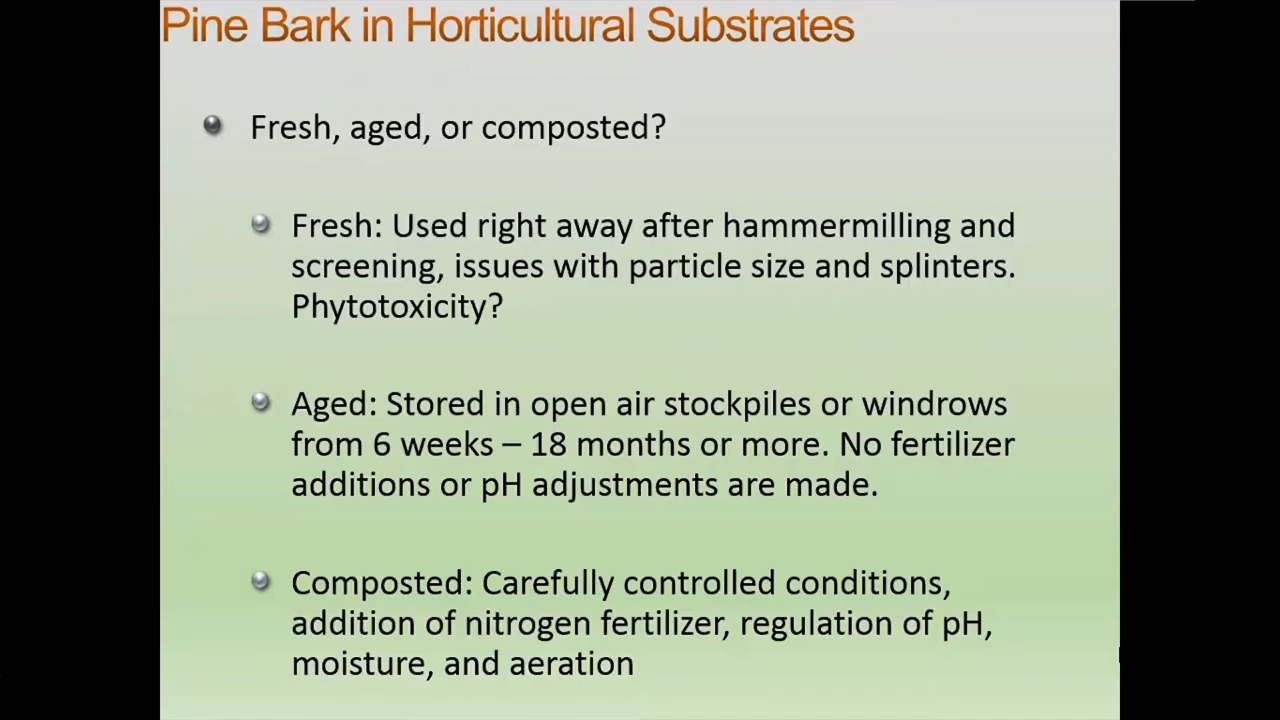 Pine Bark in Horticultural Substrates
Fresh, aged, or composted?
Fresh: Used right away after hammermilling and
screening, issues with particle size and splinters.
Phytotoxicity?
Aged: Stored in open air stockpiles or windrows
from 6 weeks – 18 months or more. No fertilizer
additions or pH adjustments are made.
Composted: Carefully controlled conditions,
addition of nitrogen fertilizer, regulation of pH,
moisture, and aeration